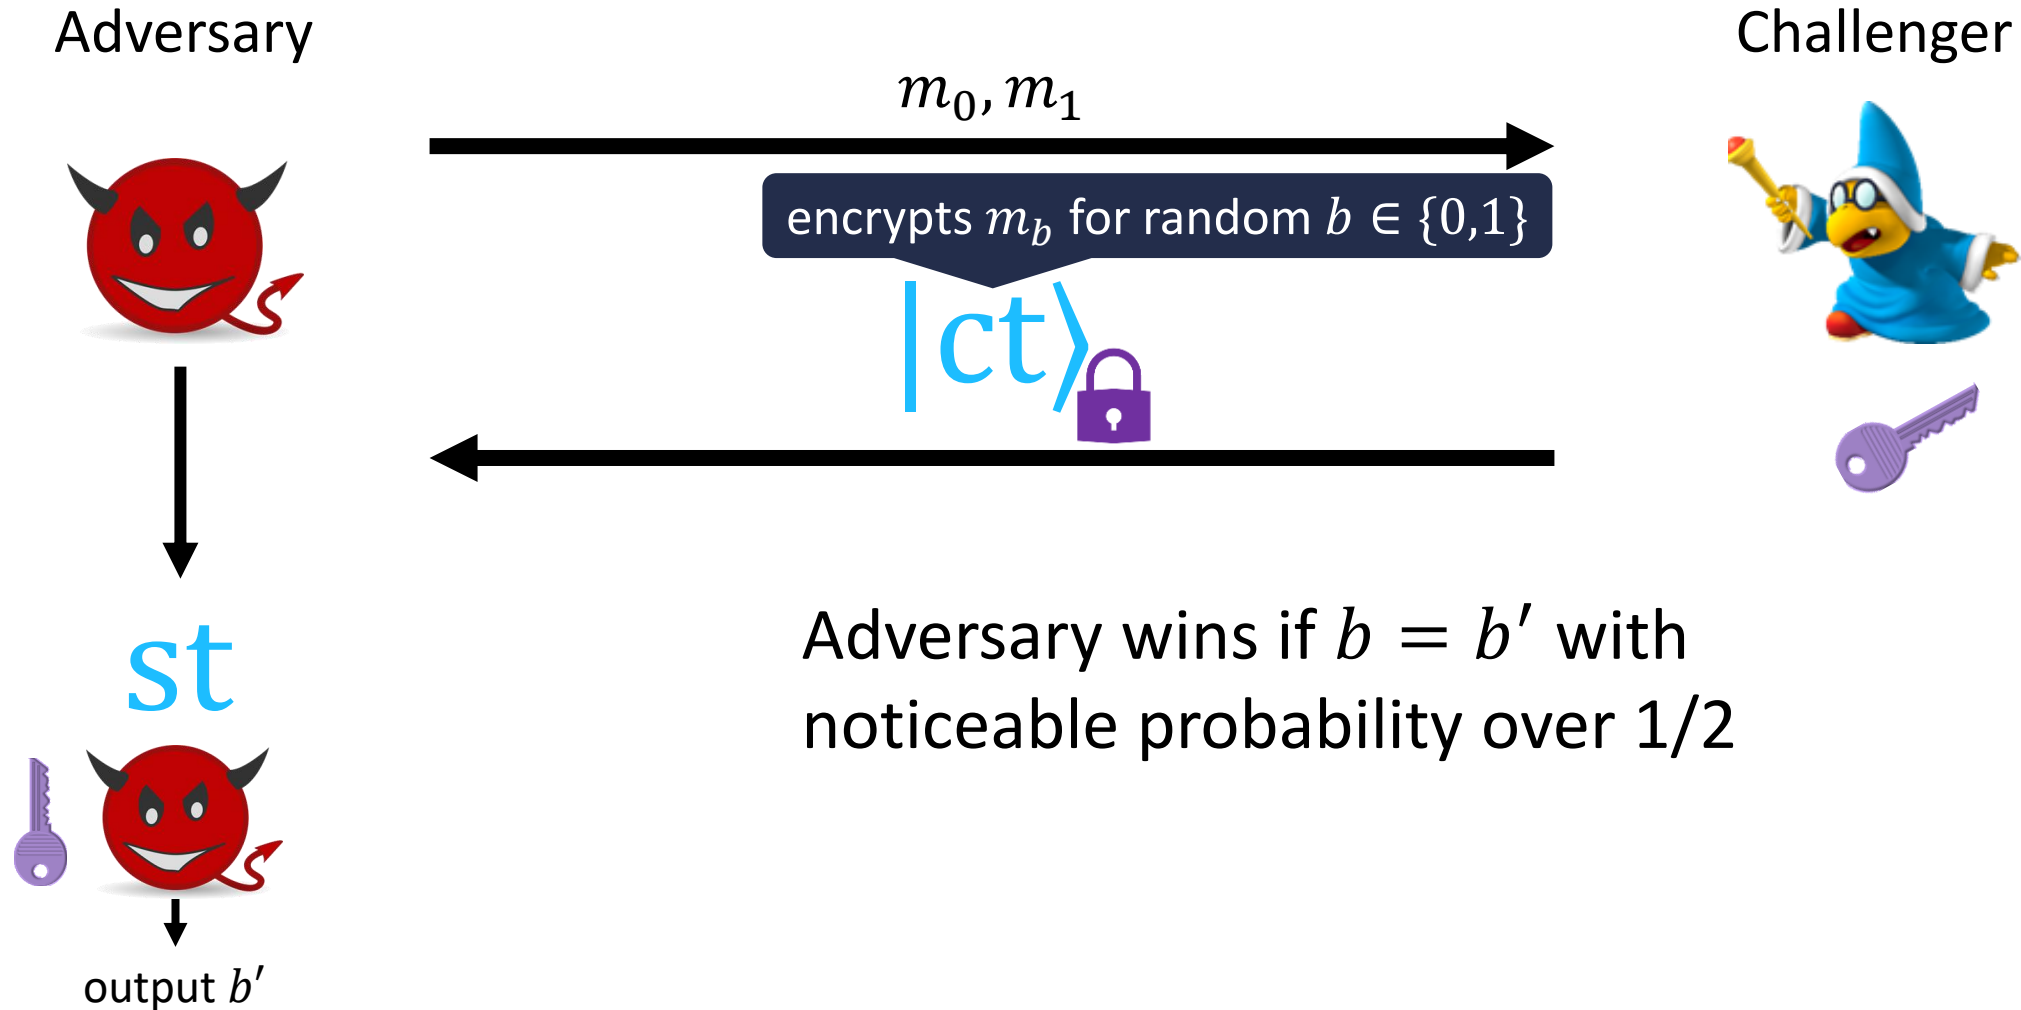 Adversary
Challenger
m₀, m₁
encrypts m_b for random b ∈ {0,1}
|ct⟩
st
Adversary wins if b = b′ with
noticeable probability over 1/2
output b′